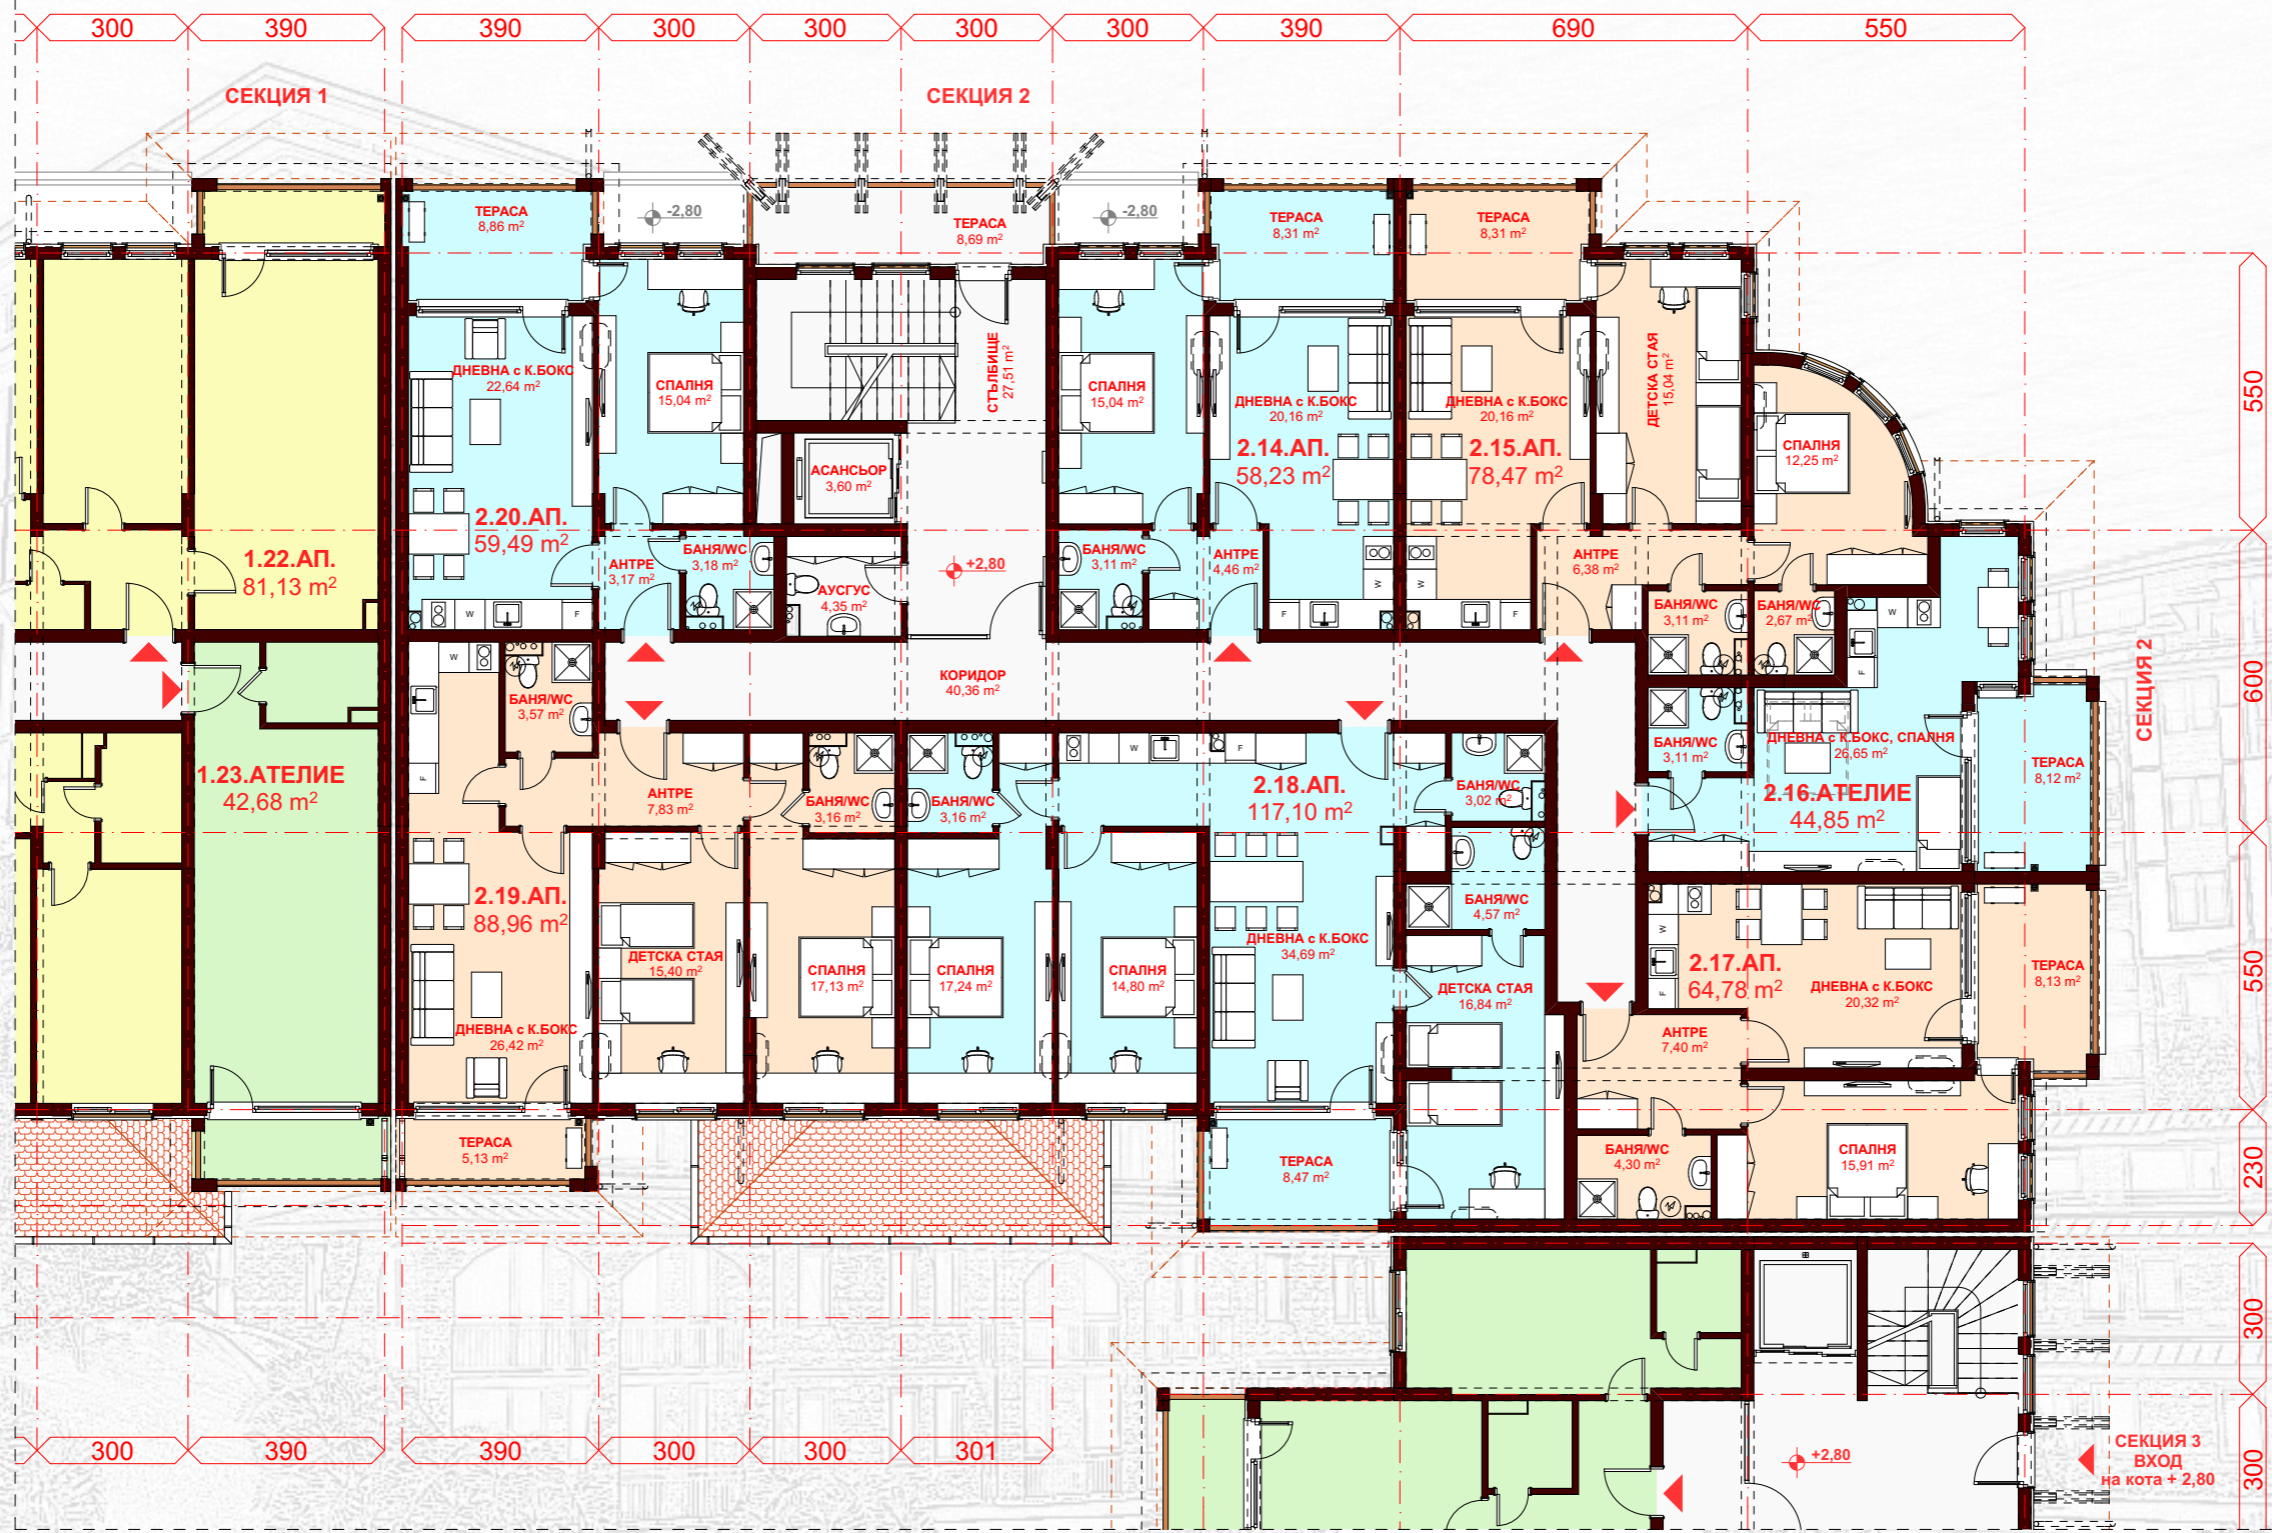 300 390 390 300 300 300 300 390 690 550
СЕКЦИЯ 1
СЕКЦИЯ 2
ТЕРАСА
8,86 m²
-2,80
ТЕРАСА
8,69 m²
-2,80
ТЕРАСА
8,31 m²
ТЕРАСА
8,31 m²
ДНЕВНА с К.БОКС
22,64 m²
СПАЛНЯ
15,04 m²
СТЪЛБИЩЕ
27,51 m²
СПАЛНЯ
15,04 m²
ДНЕВНА с К.БОКС
20,16 m²
2.14.АП.
58,23 m²
ДНЕВНА с К.БОКС
20,16 m²
2.15.АП.
78,47 m²
ДЕТСКА СТАЯ
15,04 m²
СПАЛНЯ
12,25 m²
550
АСАНСЬОР
3,60 m²
2.20.АП.
59,49 m²
1.22.АП.
81,13 m²
АНТРЕ
3,17 m²
БАНЯ/WC
3,18 m²
АУСГУС
4,35 m²
+2,80
БАНЯ/WC
3,11 m²
АНТРЕ
4,46 m²
АНТРЕ
6,38 m²
БАНЯ/WC
3,11 m²
БАНЯ/WC
2,67 m²
W
F
F
W
W
F
W
F
600
СЕКЦИЯ 2
КОРИДОР
40,36 m²
W
F
БАНЯ/WC
3,57 m²
1.23.АТЕЛИЕ
42,68 m²
АНТРЕ
7,83 m²
БАНЯ/WC
3,16 m²
БАНЯ/WC
3,16 m²
W
F
2.18.АП.
117,10 m²
БАНЯ/WC
3,02 m²
БАНЯ/WC
3,11 m²
ДНЕВНА с К.БОКС, СПАЛНЯ
26,65 m²
2.16.АТЕЛИЕ
44,85 m²
ТЕРАСА
8,12 m²
2.19.АП.
88,96 m²
ДЕТСКА СТАЯ
15,40 m²
СПАЛНЯ
17,13 m²
СПАЛНЯ
17,24 m²
СПАЛНЯ
14,80 m²
ДНЕВНА с К.БОКС
34,69 m²
БАНЯ/WC
4,57 m²
ДЕТСКА СТАЯ
16,84 m²
W
F
2.17.АП.
64,78 m²
ДНЕВНА с К.БОКС
20,32 m²
ТЕРАСА
8,13 m²
550
ДНЕВНА с К.БОКС
26,42 m²
АНТРЕ
7,40 m²
ТЕРАСА
5,13 m²
ТЕРАСА
8,47 m²
БАНЯ/WC
4,30 m²
СПАЛНЯ
15,91 m²
230
300
300 390 390 300 300 301
+2,80
СЕКЦИЯ 3
ВХОД
на кота + 2,80
300